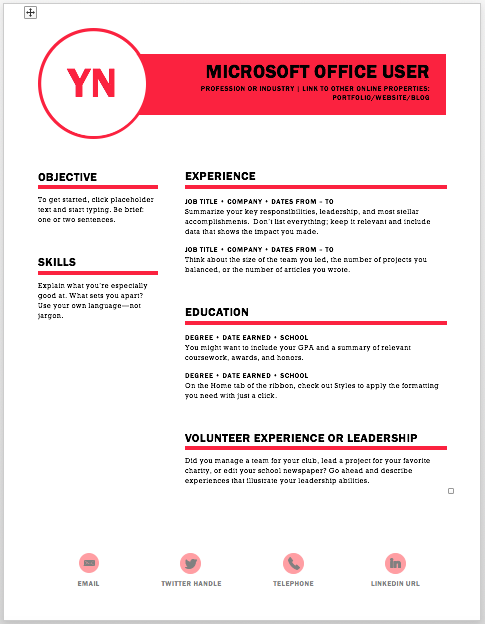 YN
MICROSOFT OFFICE USER
PROFESSION OR INDUSTRY | LINK TO OTHER ONLINE PROPERTIES:
PORTFOLIO/WEBSITE/BLOG
OBJECTIVE
To get started, click placeholder
text and start typing. Be brief:
one or two sentences.
SKILLS
Explain what you're especially
good at. What sets you apart?
Use your own language—not
jargon.
EXPERIENCE
JOB TITLE • COMPANY • DATES FROM – TO
Summarize your key responsibilities, leadership, and most stellar
accomplishments. Don't list everything; keep it relevant and include
data that shows the impact you made.
JOB TITLE • COMPANY • DATES FROM – TO
Think about the size of the team you led, the number of projects you
balanced, or the number of articles you wrote.
EDUCATION
DEGREE • DATE EARNED • SCHOOL
You might want to include your GPA and a summary of relevant
coursework, awards, and honors.
DEGREE • DATE EARNED • SCHOOL
On the Home tab of the ribbon, check out Styles to apply the formatting
you need with just a click.
VOLUNTEER EXPERIENCE OR LEADERSHIP
Did you manage a team for your club, lead a project for your favorite
charity, or edit your school newspaper? Go ahead and describe
experiences that illustrate your leadership abilities.
in
EMAIL
TWITTER HANDLE
TELEPHONE
LINKEDIN URL